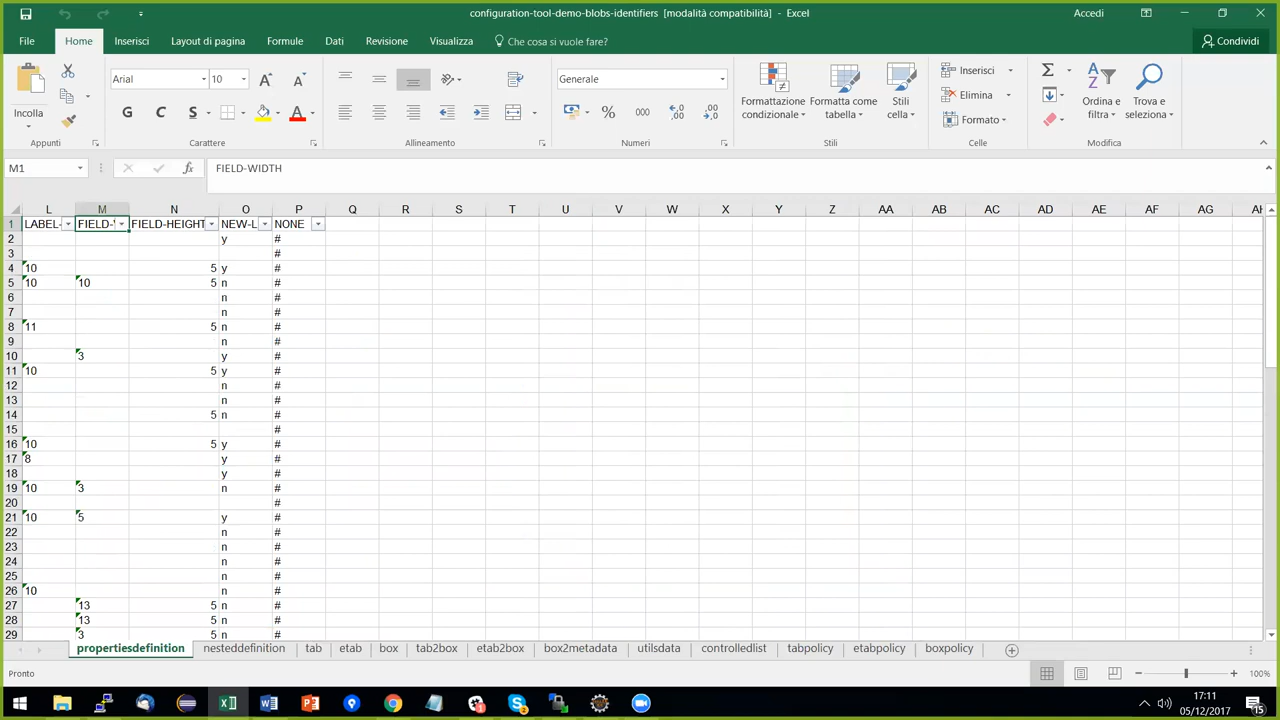 configuration-tool-demo-blobs-identifiers [modalità compatibilità] - Excel
Accedi
File Home Inserisci Layout di pagina Formule Dati Revisione Visualizza Che cosa si vuole fare? Condividi
Incolla
Appunti
Arial 10
G C S
Carattere
Allineamento
Generale
% 000
Numeri
Formattazione condizionale
Formatta come tabella
Stili cella
Stili
Inserisci
Elimina
Formato
Celle
Ordina e filtra
Trova e seleziona
Modifica
M1 fx FIELD-WIDTH
L M N O P Q R S T U V W X Y Z AA AB AC AD AE AF AG AH
1 LABEL- FIELD- FIELD-HEIGHT NEW-L NONE
2 y #
3 #
4 10 5 y #
5 10 10 5 n #
6 n #
7 n #
8 11 5 n #
9 n #
10 3 y #
11 10 5 y #
12 n #
13 n #
14 5 n #
15 #
16 10 5 y #
17 8 y #
18 y #
19 10 3 n #
20 #
21 10 5 y #
22 n #
23 n #
24 n #
25 n #
26 10 n #
27 13 5 n #
28 13 5 n #
29 3 5 n #
propertiesdefinition nesteddefinition tab etab box tab2box etab2box box2metadata utilsdata controlledlist tabpolicy etabpolicy boxpolicy
Pronto
100%
17:11
05/12/2017
15